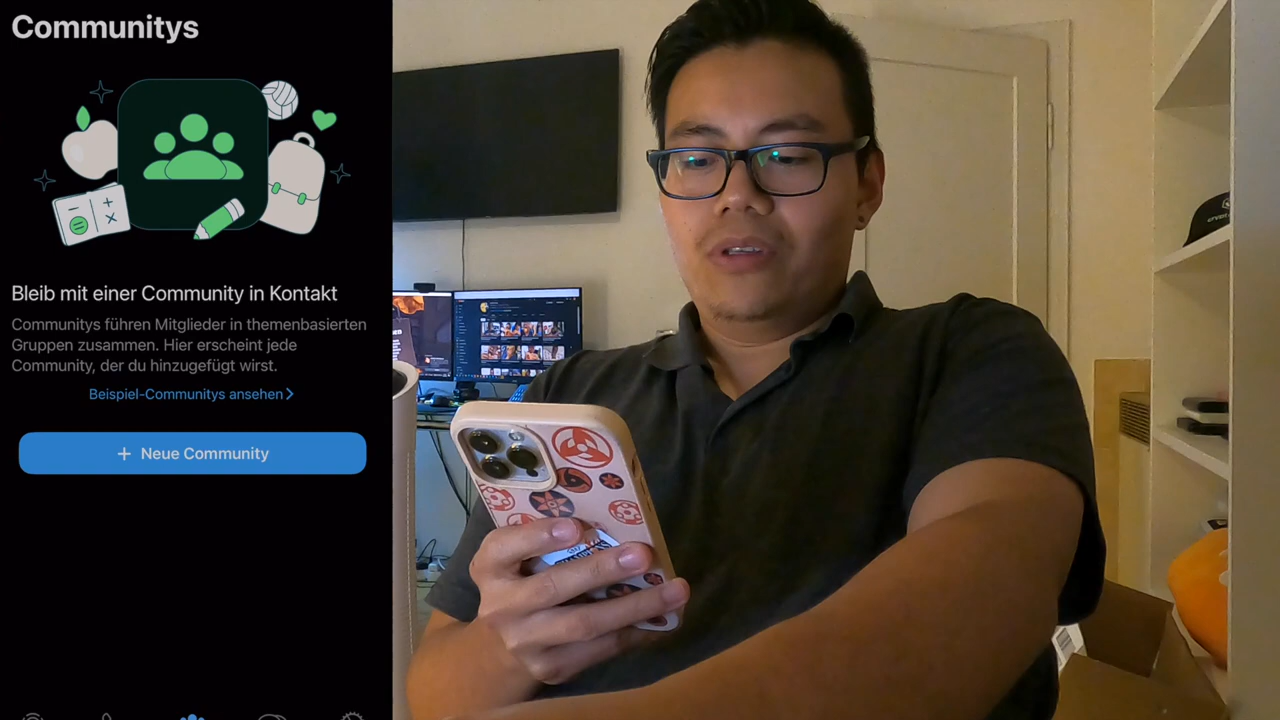 Communitys
Bleib mit einer Community in Kontakt
Communitys führen Mitglieder in themenbasierten
Gruppen zusammen. Hier erscheint jede
Community, der du hinzugefügt wirst.
Beispiel-Communitys ansehen
+ Neue Community